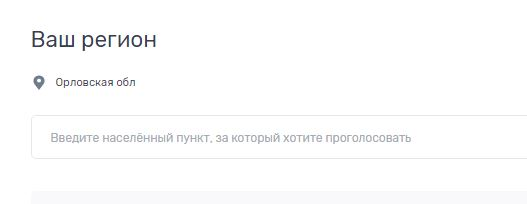 Ваш регион
Орловская обл
Введите населённый пункт, за который хотите проголосовать